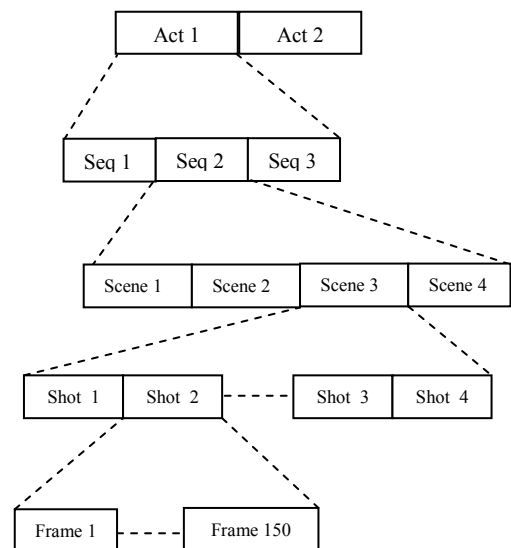 Act 1 Act 2
Seq 1 Seq 2 Seq 3
Scene 1 Scene 2 Scene 3 Scene 4
Shot 1 Shot 2 Shot 3 Shot 4
Frame 1 Frame 150